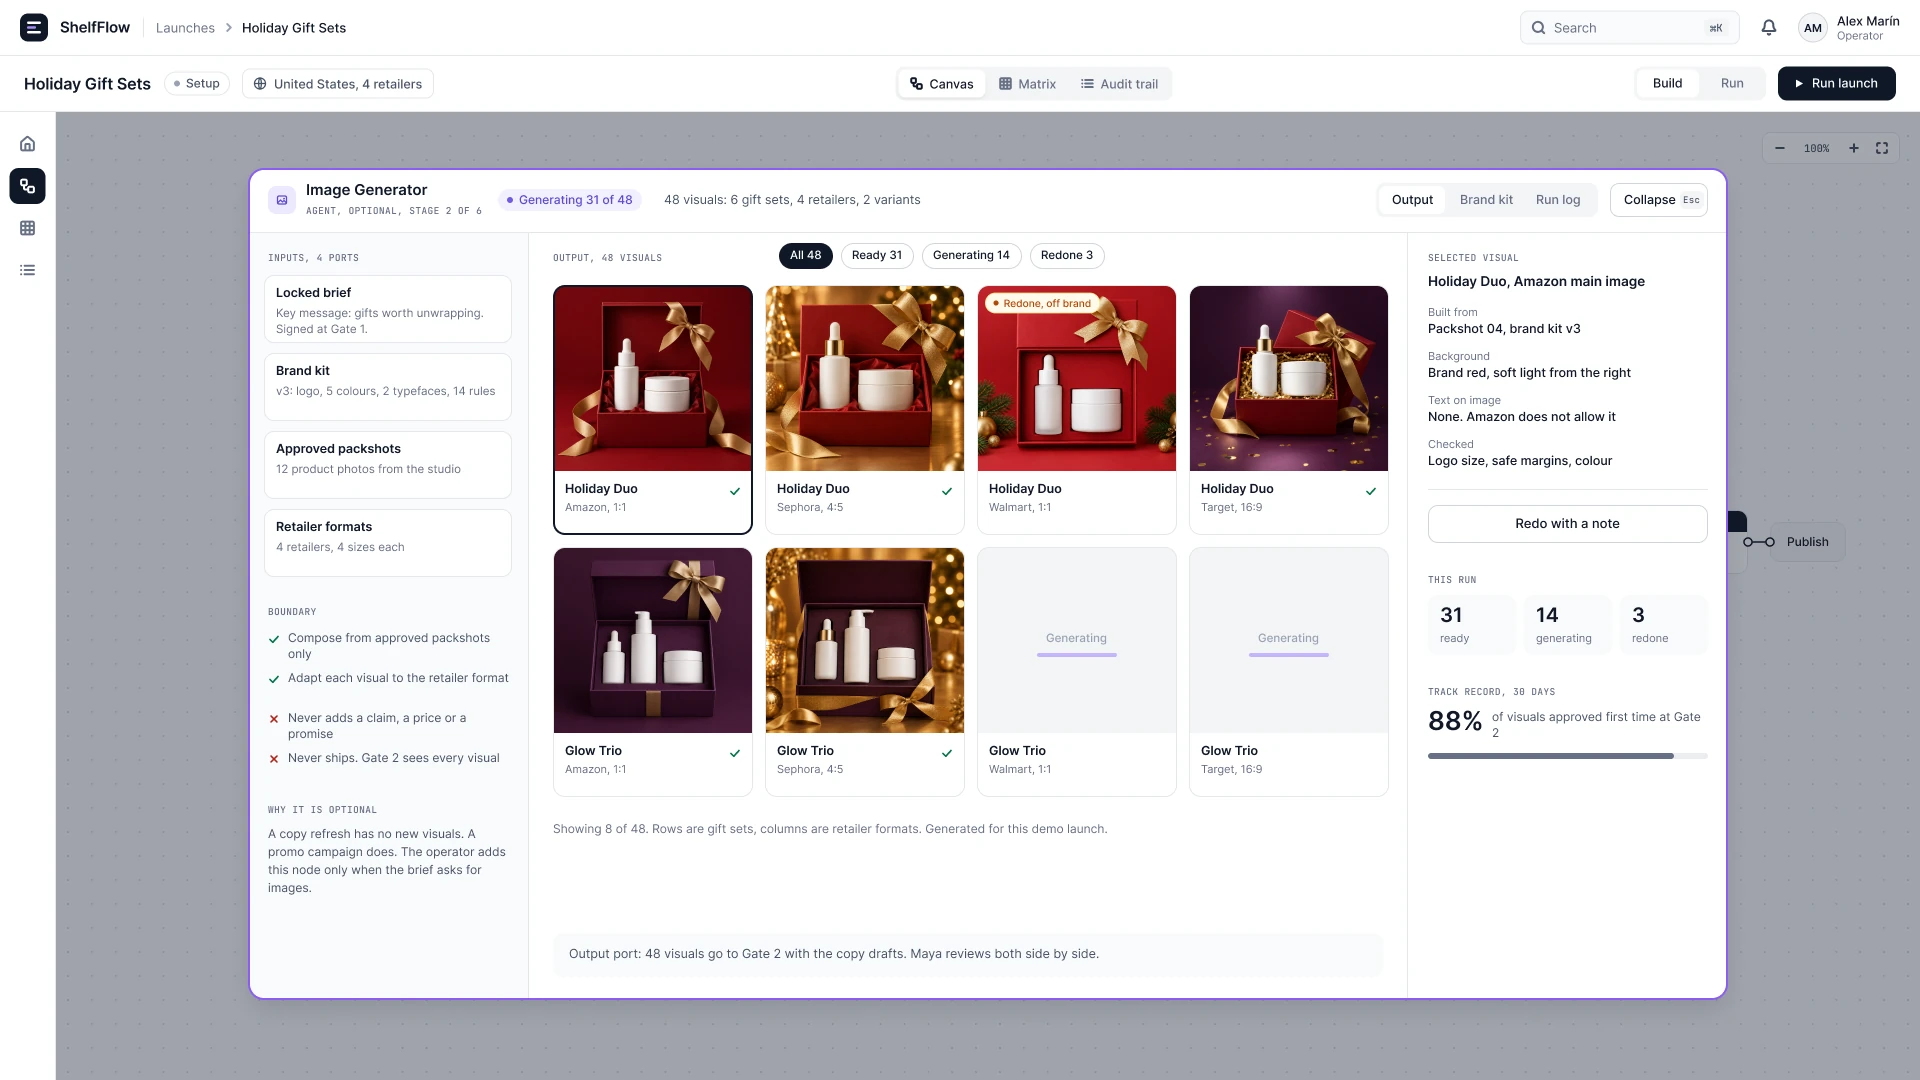 ShelfFlow
Launches
Holiday Gift Sets
Search
⌘K
AM
Alex Marín
Operator
Holiday Gift Sets
Setup
United States, 4 retailers
Canvas
Matrix
Audit trail
Build
Run
Run launch
100%
Image Generator
AGENT, OPTIONAL, STAGE 2 OF 6
Generating 31 of 48
48 visuals: 6 gift sets, 4 retailers, 2 variants
Output
Brand kit
Run log
Collapse
Esc
INPUTS, 4 PORTS
Locked brief
Key message: gifts worth unwrapping.
Signed at Gate 1.
Brand kit
v3: logo, 5 colours, 2 typefaces, 14 rules
Approved packshots
12 product photos from the studio
Retailer formats
4 retailers, 4 sizes each
BOUNDARY
Compose from approved packshots
only
Adapt each visual to the retailer format
Never adds a claim, a price or a
promise
Never ships. Gate 2 sees every visual
WHY IT IS OPTIONAL
A copy refresh has no new visuals. A
promo campaign does. The operator adds
this node only when the brief asks for
images.
OUTPUT, 48 VISUALS
All 48
Ready 31
Generating 14
Redone 3
Redone, off brand
Holiday Duo
Amazon, 1:1
Holiday Duo
Sephora, 4:5
Holiday Duo
Walmart, 1:1
Holiday Duo
Target, 16:9
Generating
Generating
Glow Trio
Amazon, 1:1
Glow Trio
Sephora, 4:5
Glow Trio
Walmart, 1:1
Glow Trio
Target, 16:9
Showing 8 of 48. Rows are gift sets, columns are retailer formats. Generated for this demo launch.
Output port: 48 visuals go to Gate 2 with the copy drafts. Maya reviews both side by side.
SELECTED VISUAL
Holiday Duo, Amazon main image
Built from
Packshot 04, brand kit v3
Background
Brand red, soft light from the right
Text on image
None. Amazon does not allow it
Checked
Logo size, safe margins, colour
Redo with a note
THIS RUN
31
ready
14
generating
3
redone
TRACK RECORD, 30 DAYS
88%
of visuals approved first time at Gate
2
Publish